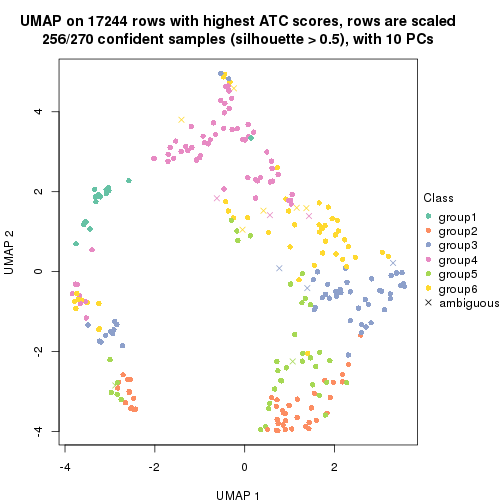 UMAP on 17244 rows with highest ATC scores, rows are scaled
256/270 confident samples (silhouette > 0.5), with 10 PCs
4
2
0
-2
-4
UMAP 2
-4
-2
0
2
UMAP 1
Class
group1
group2
group3
group4
group5
group6
ambiguous